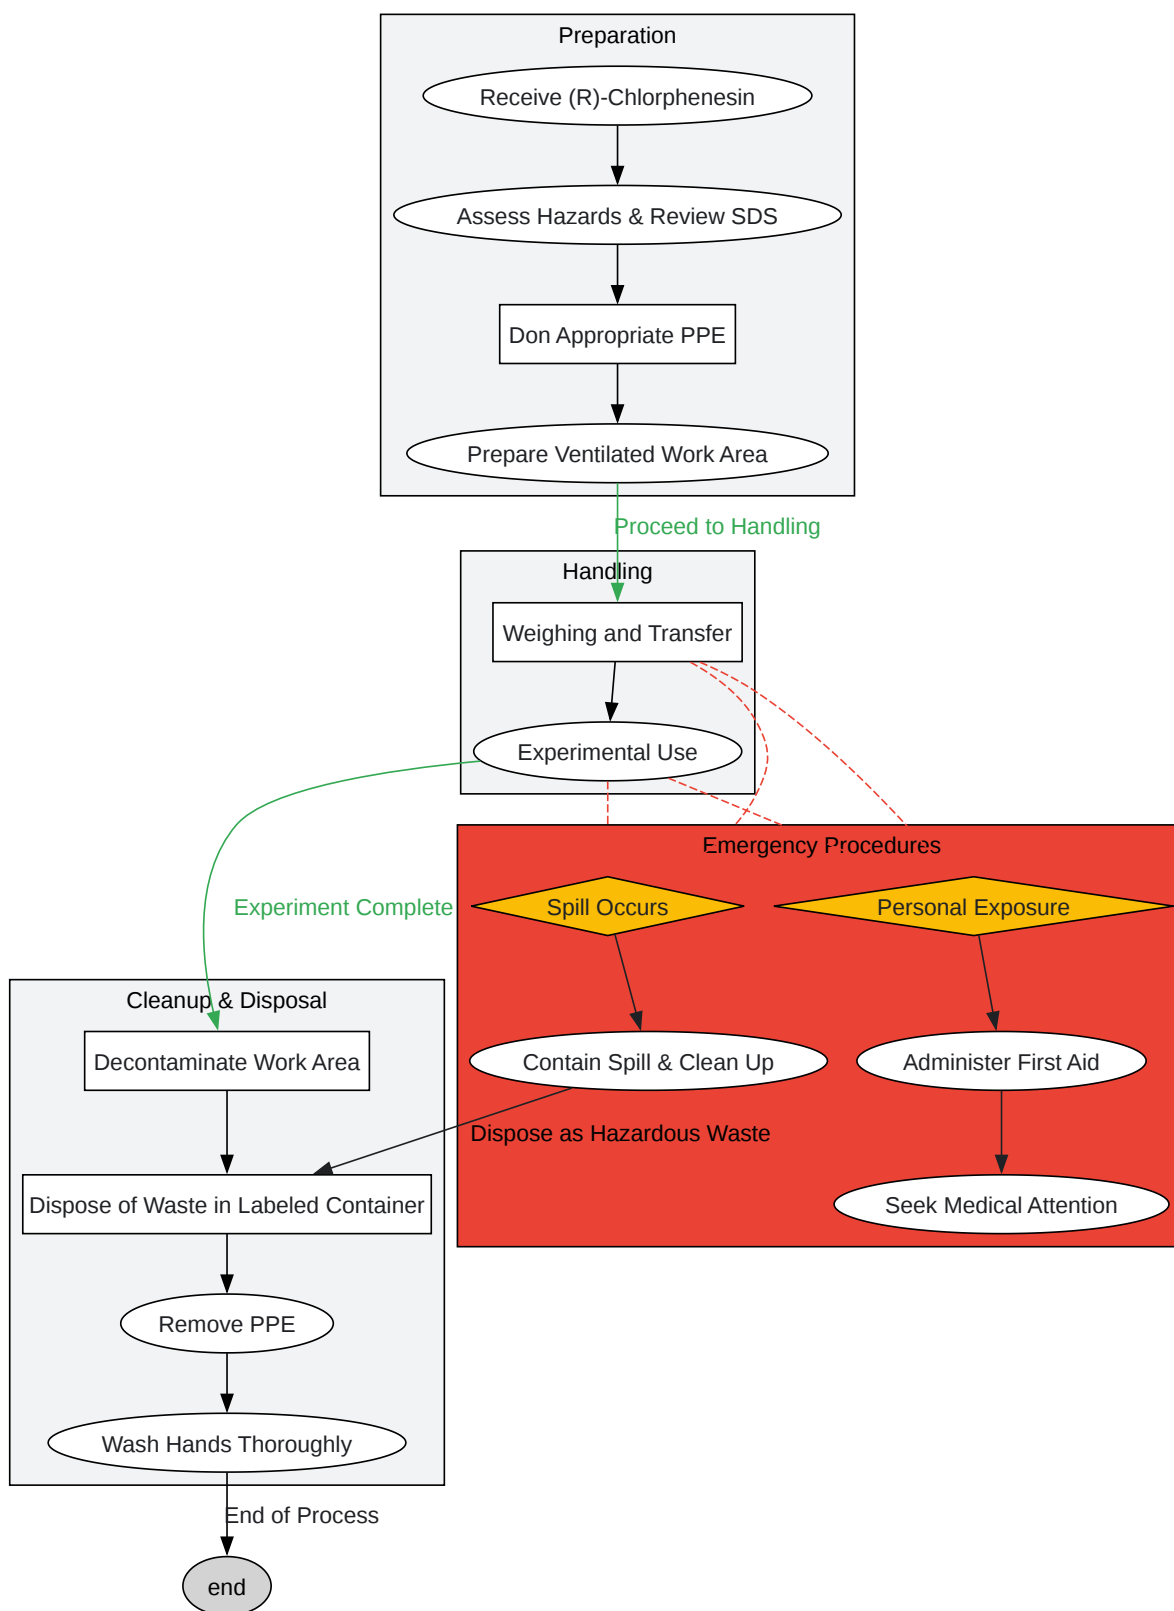 Preparation
Receive (R)-Chlorphenesin
Assess Hazards & Review SDS
Don Appropriate PPE
Prepare Ventilated Work Area
Proceed to Handling
Handling
Weighing and Transfer
Experimental Use
Emergency Procedures
Experiment Complete
Spill Occurs
Personal Exposure
Cleanup & Disposal
Decontaminate Work Area
Contain Spill & Clean Up
Administer First Aid
Dispose as Hazardous Waste
Dispose of Waste in Labeled Container
Seek Medical Attention
Remove PPE
Wash Hands Thoroughly
End of Process
end